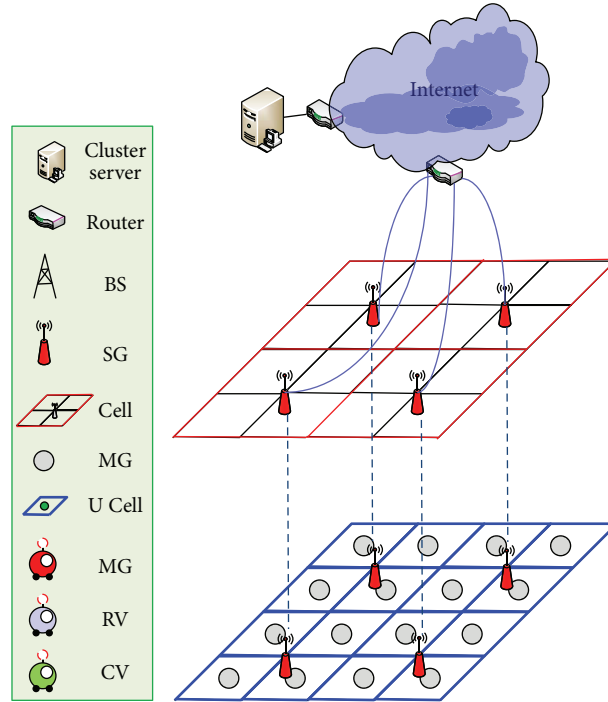 Internet
Cluster
server
Router
BS
SG
Cell
MG
U Cell
MG
RV
CV